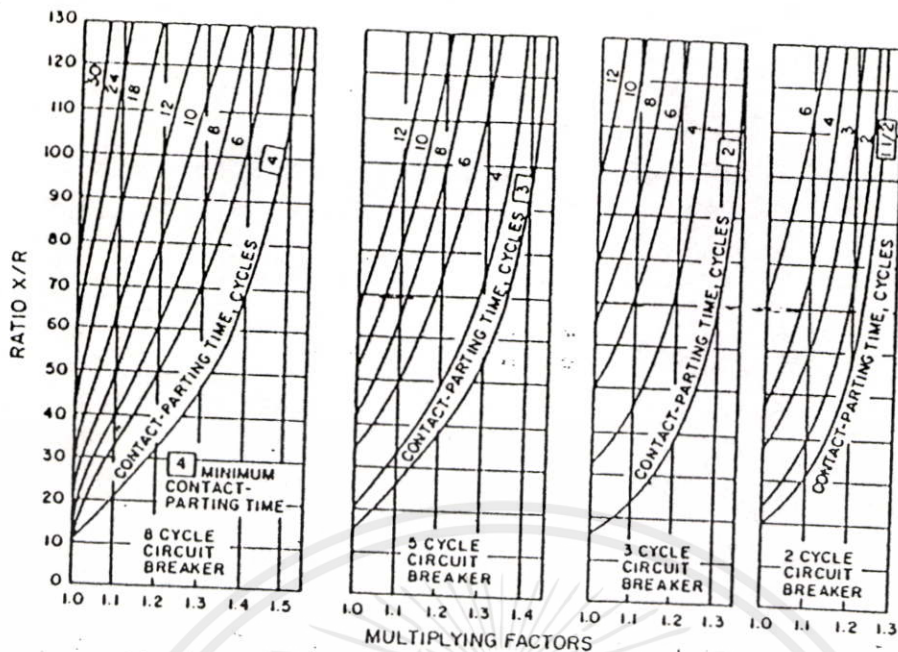 RATIO X/R
130
120
110
100
90
80
70
60
50
40
30
20
10
0
30
24
18
12
10
8
6
4
CONTACT-PARTING TIME, CYCLES
4 MINIMUM
CONTACT-
PARTING TIME
8 CYCLE
CIRCUIT
BREAKER
1.0 1.1 1.2 1.3 1.4 1.5
12
10
8
6
4
3
CONTACT-PARTING TIME, CYCLES
5 CYCLE
CIRCUIT
BREAKER
1.0 1.1 1.2 1.3 1.4
12
10
8
6
4
2
CONTACT-PARTING TIME, CYCLES
3 CYCLE
CIRCUIT
BREAKER
1.0 1.1 1.2 1.3
6
4
3
2
1 1/2
CONTACT-PARTING TIME, CYCLES
2 CYCLE
CIRCUIT
BREAKER
1.0 1.1 1.2 1.3
MULTIPLYING FACTORS